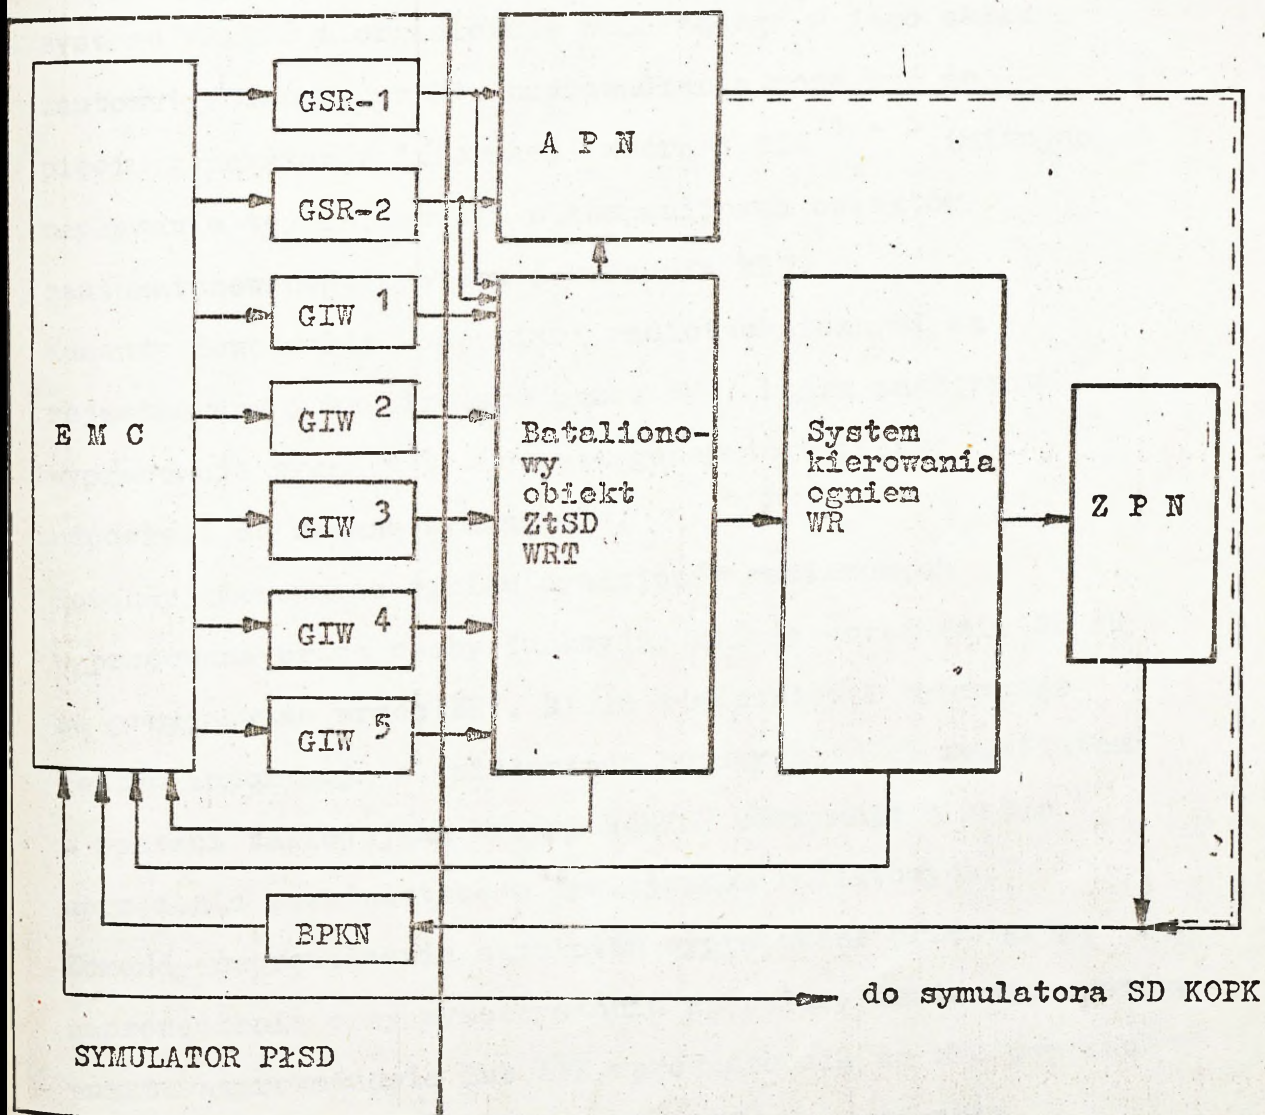 GSR-1
A P N
GSR-2
GIW 1
E M C
GIW 2
Bataliono-
wy
obiekt
ZtSD
WRT
System
kierowania
ogniem
WR
Z P N
GIW 3
GIW 4
GIW 5
BPKN
do symulatora SD KOPK
SYMULATOR PŁSD